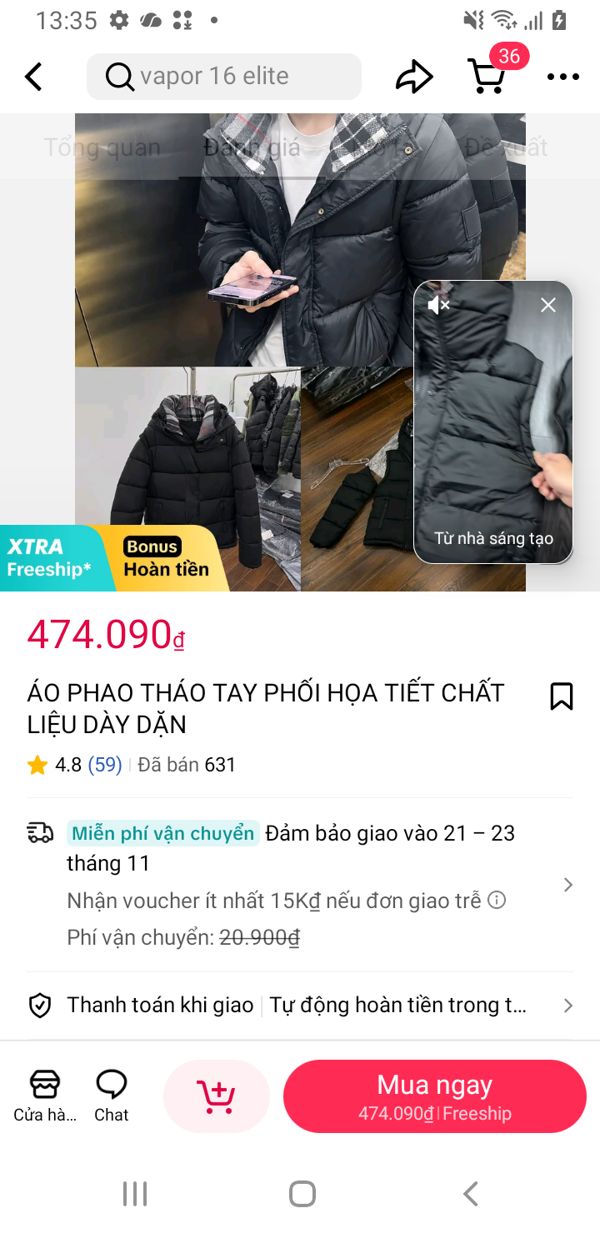 13:35
36
vapor 16 elite
Tổng quan Đánh giá Mô tả Đề xuất
Từ nhà sáng tạo
XTRA
Freeship*
Bonus
Hoàn tiền
474.090₫
ÁO PHAO THÁO TAY PHỐI HỌA TIẾT CHẤT
LIỆU DÀY DẶN
4.8 (59) Đã bán 631
Miễn phí vận chuyển Đảm bảo giao vào 21 – 23
tháng 11
Nhận voucher ít nhất 15K₫ nếu đơn giao trễ
Phí vận chuyển: 20.900₫
Thanh toán khi giao Tự động hoàn tiền trong t...
Cửa hà...
Chat
Mua ngay
474.090₫ Freeship